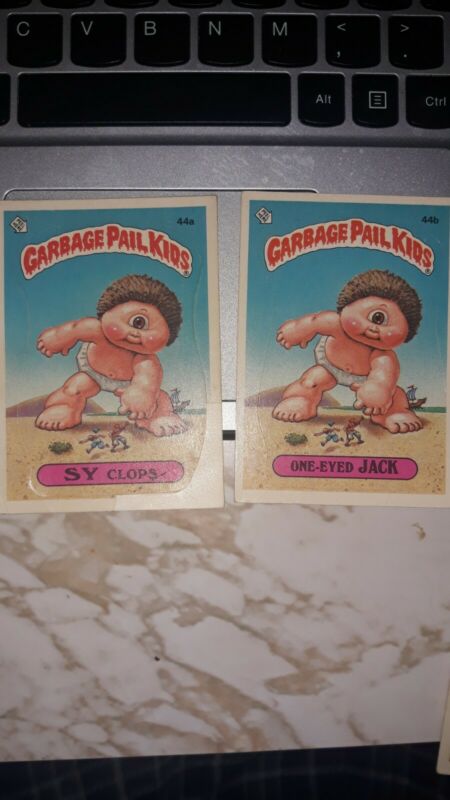 C V B N M < ,
> .
Alt Ctrl
44a
GARBAGE PAIL KIDS
SY CLOPS
44b
GARBAGE PAIL KIDS
ONE-EYED JACK